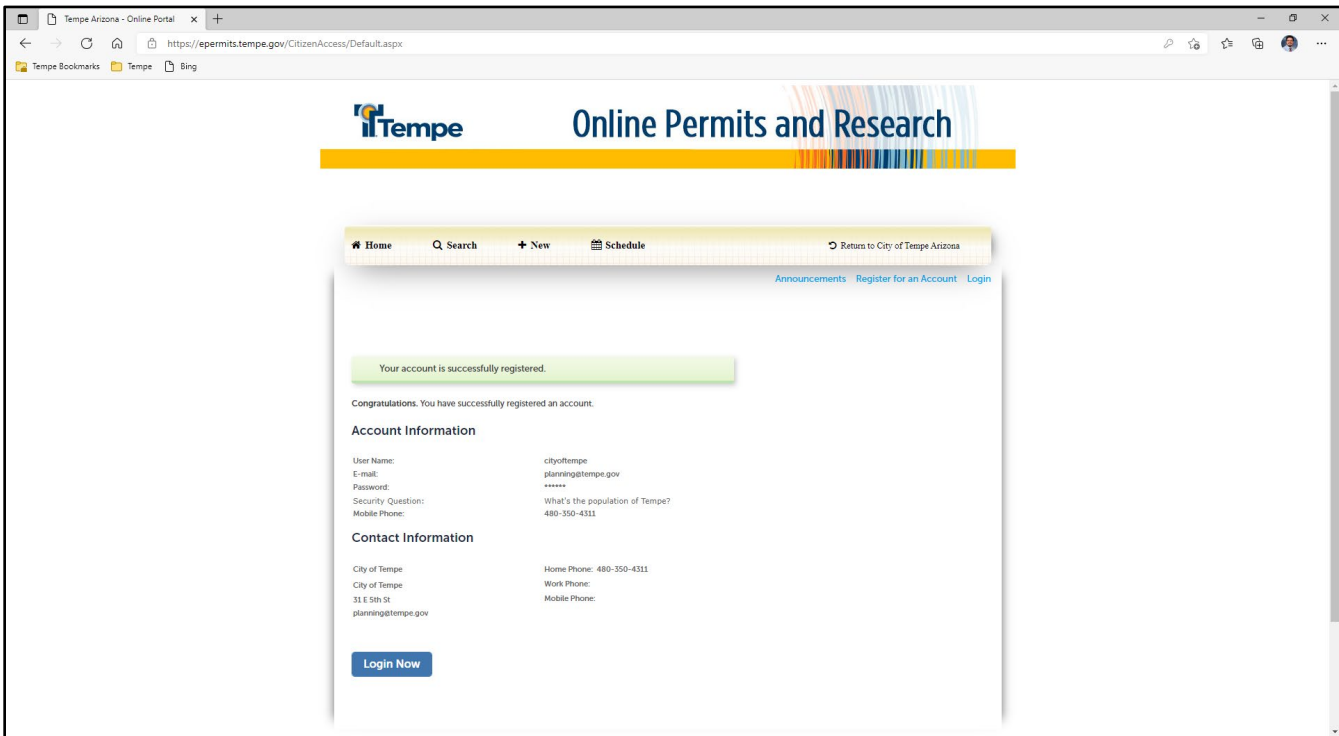 Tempe Arizona - Online Portal
https://epermits.tempe.gov/CitizenAccess/Default.aspx
Tempe Bookmarks Tempe Bing
Tempe Online Permits and Research
Home Search New Schedule Return to City of Tempe Arizona
Announcements Register for an Account Login
Your account is successfully registered.
Congratulations. You have successfully registered an account.
Account Information
User Name: cityoftempe
E-mail: planning@tempe.gov
Password: ******
Security Question: What's the population of Tempe?
Mobile Phone: 480-350-4311
Contact Information
City of Tempe Home Phone: 480-350-4311
City of Tempe Work Phone:
31 E 5th St Mobile Phone:
planning@tempe.gov
Login Now